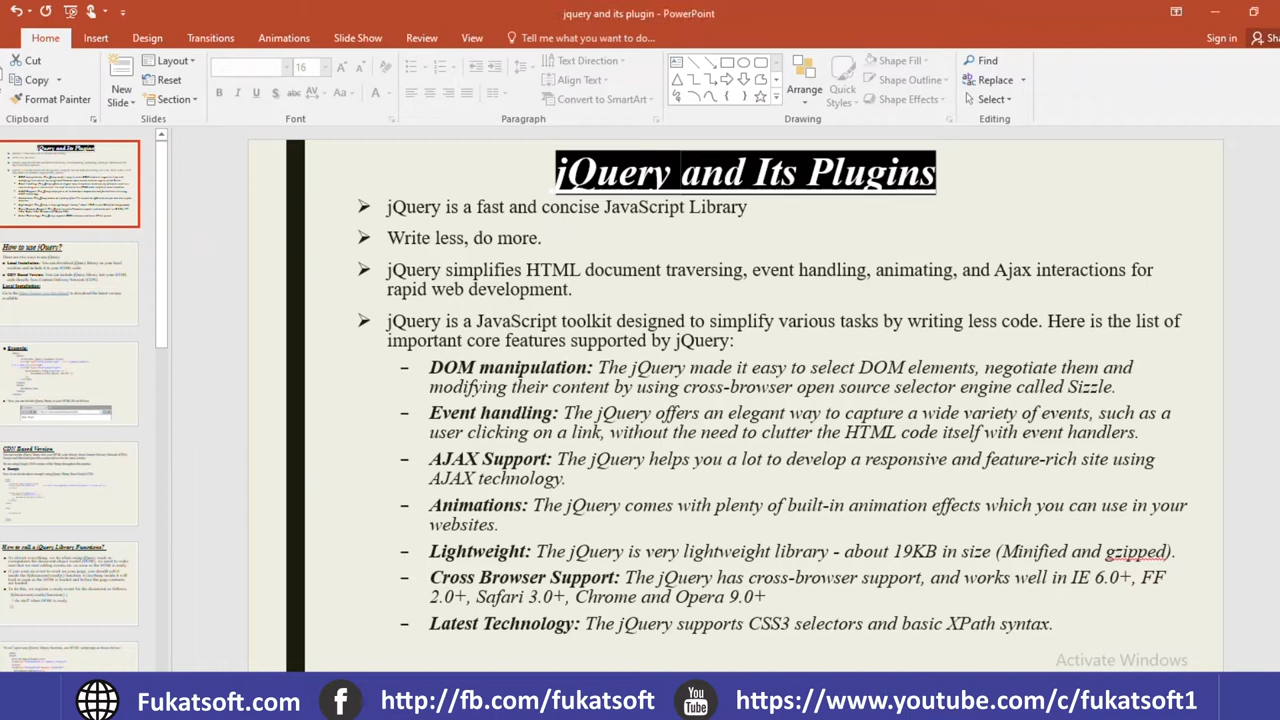 jquery and its plugin - PowerPoint
Home Insert Design Transitions Animations Slide Show Review View Tell me what you want to do... Sign in Sha
Cut
Copy
Format Painter
Clipboard
New Slide
Layout
Reset
Section
Slides
16
B I U S abc AV Aa A
Font
Text Direction
Align Text
Convert to SmartArt
Paragraph
Arrange
Quick Styles
Shape Fill
Shape Outline
Shape Effects
Drawing
Find
Replace
Select
Editing
jQuery and Its Plugins
How to use jQuery?
Local Installation:
Example:
CDN Based Version
How to call a jQuery Library Functions?
jQuery and Its Plugins
➢ jQuery is a fast and concise JavaScript Library
➢ Write less, do more.
➢ jQuery simplifies HTML document traversing, event handling, animating, and Ajax interactions for
rapid web development.
➢ jQuery is a JavaScript toolkit designed to simplify various tasks by writing less code. Here is the list of
important core features supported by jQuery:
– DOM manipulation: The jQuery made it easy to select DOM elements, negotiate them and
modifying their content by using cross-browser open source selector engine called Sizzle.
– Event handling: The jQuery offers an elegant way to capture a wide variety of events, such as a
user clicking on a link, without the need to clutter the HTML code itself with event handlers.
– AJAX Support: The jQuery helps you a lot to develop a responsive and feature-rich site using
AJAX technology.
– Animations: The jQuery comes with plenty of built-in animation effects which you can use in your
websites.
– Lightweight: The jQuery is very lightweight library - about 19KB in size (Minified and gzipped).
– Cross Browser Support: The jQuery has cross-browser support, and works well in IE 6.0+, FF
2.0+, Safari 3.0+, Chrome and Opera 9.0+
– Latest Technology: The jQuery supports CSS3 selectors and basic XPath syntax.
Activate Windows
Fukatsoft.com http://fb.com/fukatsoft You Tube https://www.youtube.com/c/fukatsoft1